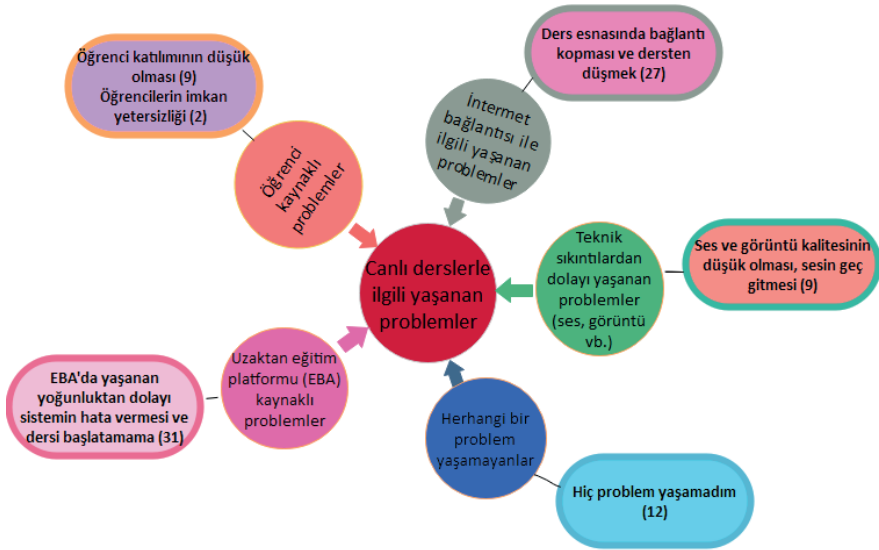 Öğrenci katılımının düşük
olması (9)
Öğrencilerin imkan
yetersizliği (2)
Ders esnasında bağlantı
kopması ve dersten
düşmek (27)
Öğrenci
kaynaklı
problemler
İnternet
bağlantısı ile
ilgili yaşanan
problemler
Canlı derslerle
ilgili yaşanan
problemler
Teknik
sıkıntılardan
dolayı yaşanan
problemler
(ses, görüntü
vb.)
Ses ve görüntü kalitesinin
düşük olması, sesin geç
gitmesi (9)
Uzaktan eğitim
platformu (EBA)
kaynaklı
problemler
EBA'da yaşanan
yoğunluktan dolayı
sistemin hata vermesi ve
dersi başlatamama (31)
Herhangi bir
problem
yaşamayanlar
Hiç problem yaşamadım
(12)